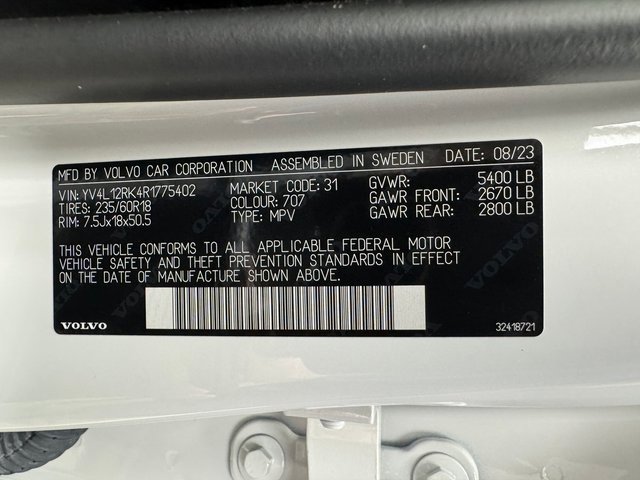 MFD BY VOLVO CAR CORPORATION ASSEMBLED IN SWEDEN DATE: 08/23
VIN: YV4L12RK4R1775402 MARKET CODE: 31 GVWR: 5400 LB
TIRES: 235/60R18 COLOUR: 707 GAWR FRONT: 2670 LB
RIM: 7.5Jx18x50.5 TYPE: MPV GAWR REAR: 2800 LB
THIS VEHICLE CONFORMS TO ALL APPLICABLE FEDERAL MOTOR
VEHICLE SAFETY AND THEFT PREVENTION STANDARDS IN EFFECT
ON THE DATE OF MANUFACTURE SHOWN ABOVE.
VOLVO 32418721